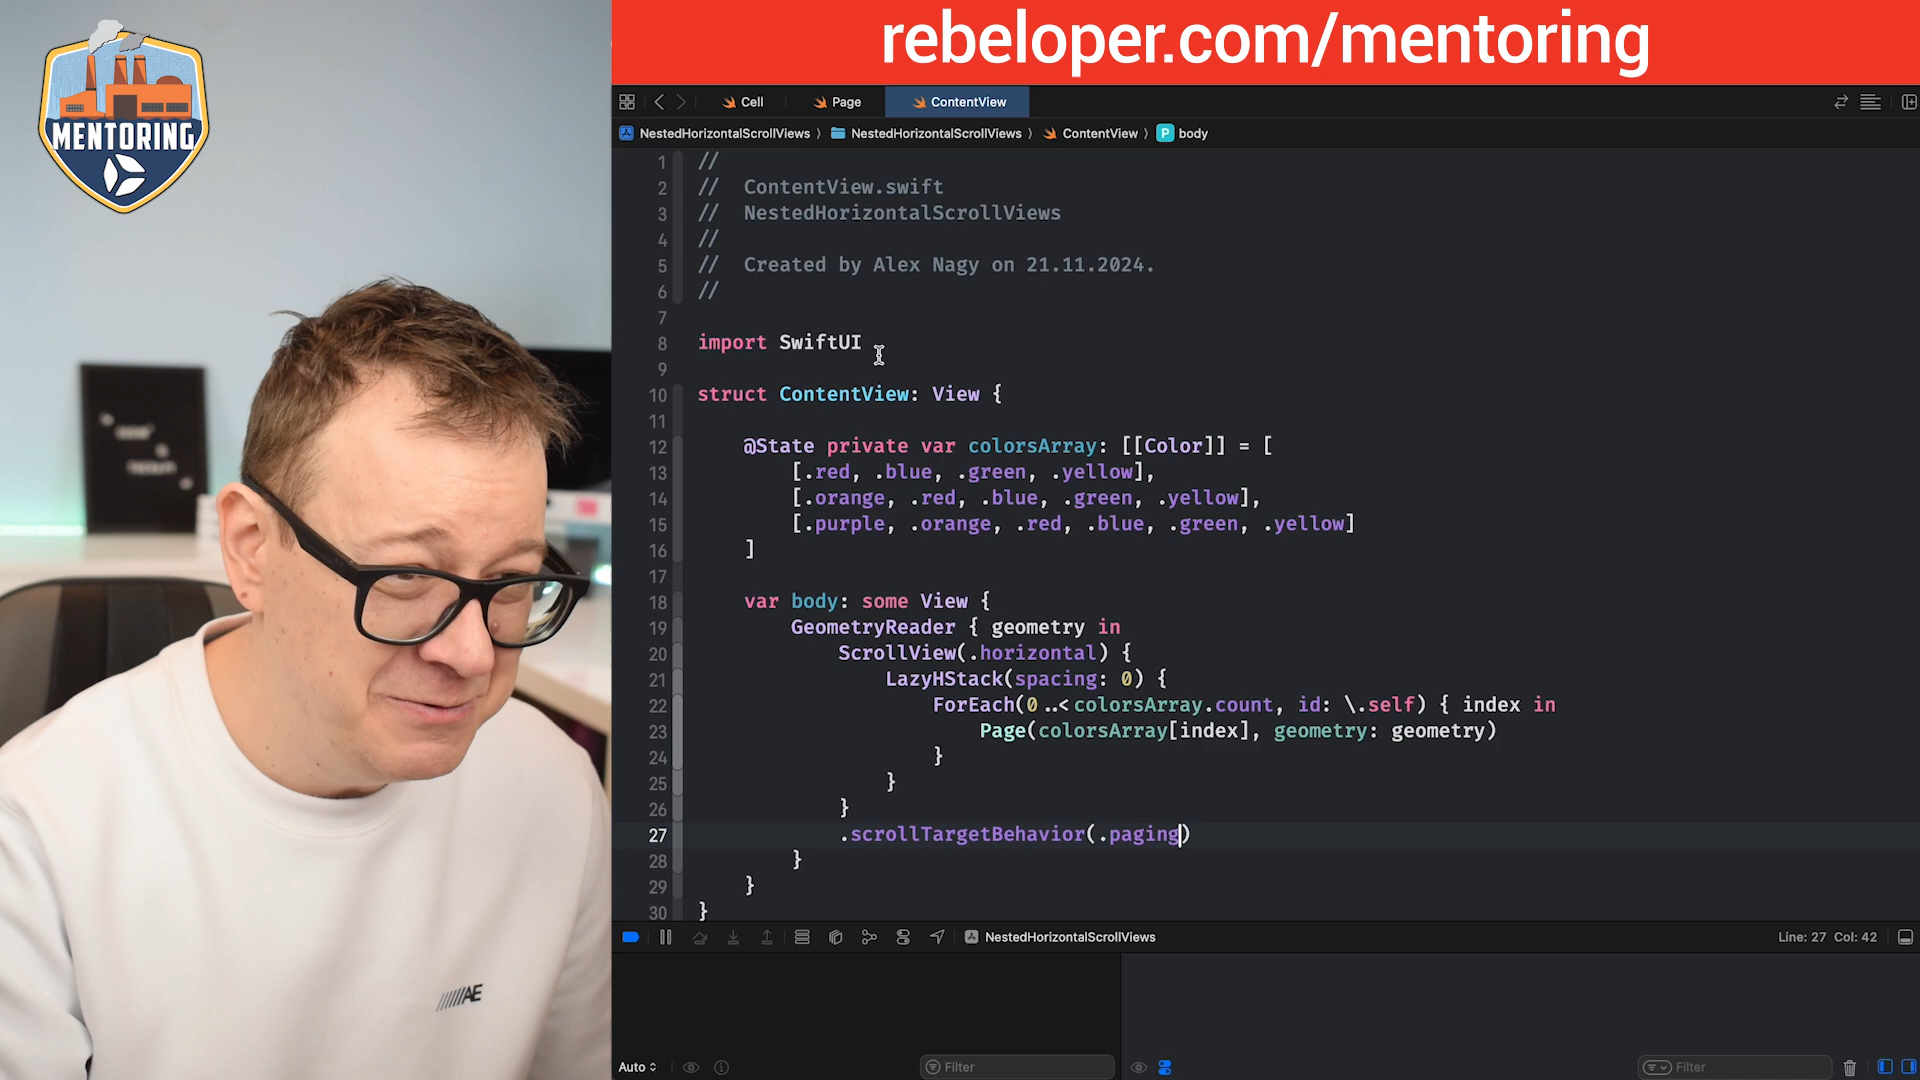 rebeloper.com/mentoring
MENTORING
Cell
Page
ContentView
NestedHorizontalScrollViews
NestedHorizontalScrollViews
ContentView
P
body
1 //
2 //  ContentView.swift
3 //  NestedHorizontalScrollViews
4 //
5 //  Created by Alex Nagy on 21.11.2024.
6 //
7
8 import SwiftUI
9
10 struct ContentView: View {
11
12     @State private var colorsArray: [[Color]] = [
13         [.red, .blue, .green, .yellow],
14         [.orange, .red, .blue, .green, .yellow],
15         [.purple, .orange, .red, .blue, .green, .yellow]
16     ]
17
18     var body: some View {
19         GeometryReader { geometry in
20             ScrollView(.horizontal) {
21                 LazyHStack(spacing: 0) {
22                     ForEach(0..<colorsArray.count, id: \.self) { index in
23                         Page(colorsArray[index], geometry: geometry)
24                     }
25                 }
26             }
27             .scrollTargetBehavior(.paging)
28         }
29     }
30 }
NestedHorizontalScrollViews
Line: 27 Col: 42
Auto
Filter
Filter
AE